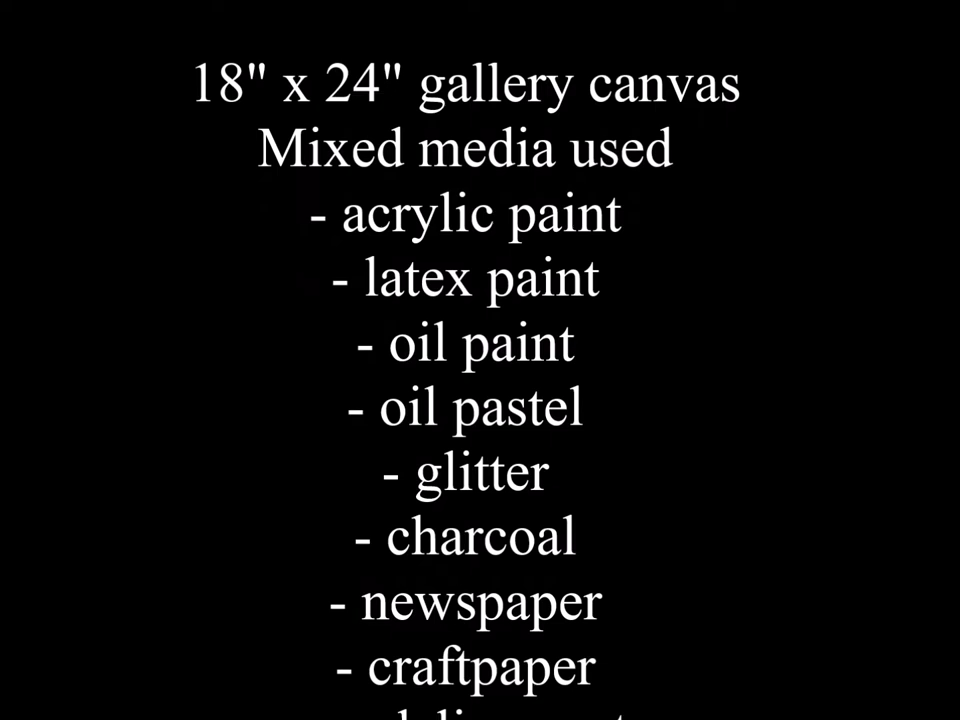 18" x 24" gallery canvas
Mixed media used
- acrylic paint
- latex paint
- oil paint
- oil pastel
- glitter
- charcoal
- newspaper
- craftpaper